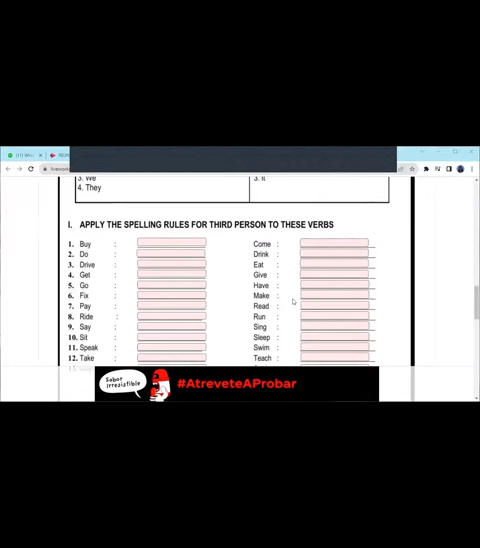 3. We 3. It
4. They
I. APPLY THE SPELLING RULES FOR THIRD PERSON TO THESE VERBS
1. Buy : Come :
2. Do : Drink :
3. Drive : Eat :
4. Get : Give :
5. Go : Have :
6. Fix : Make :
7. Pay : Read :
8. Ride : Run :
9. Say : Sing :
10. Sit : Sleep :
11. Speak : Swim :
12. Take : Teach :
Sabor
irresistible
#AtreveteAProbar